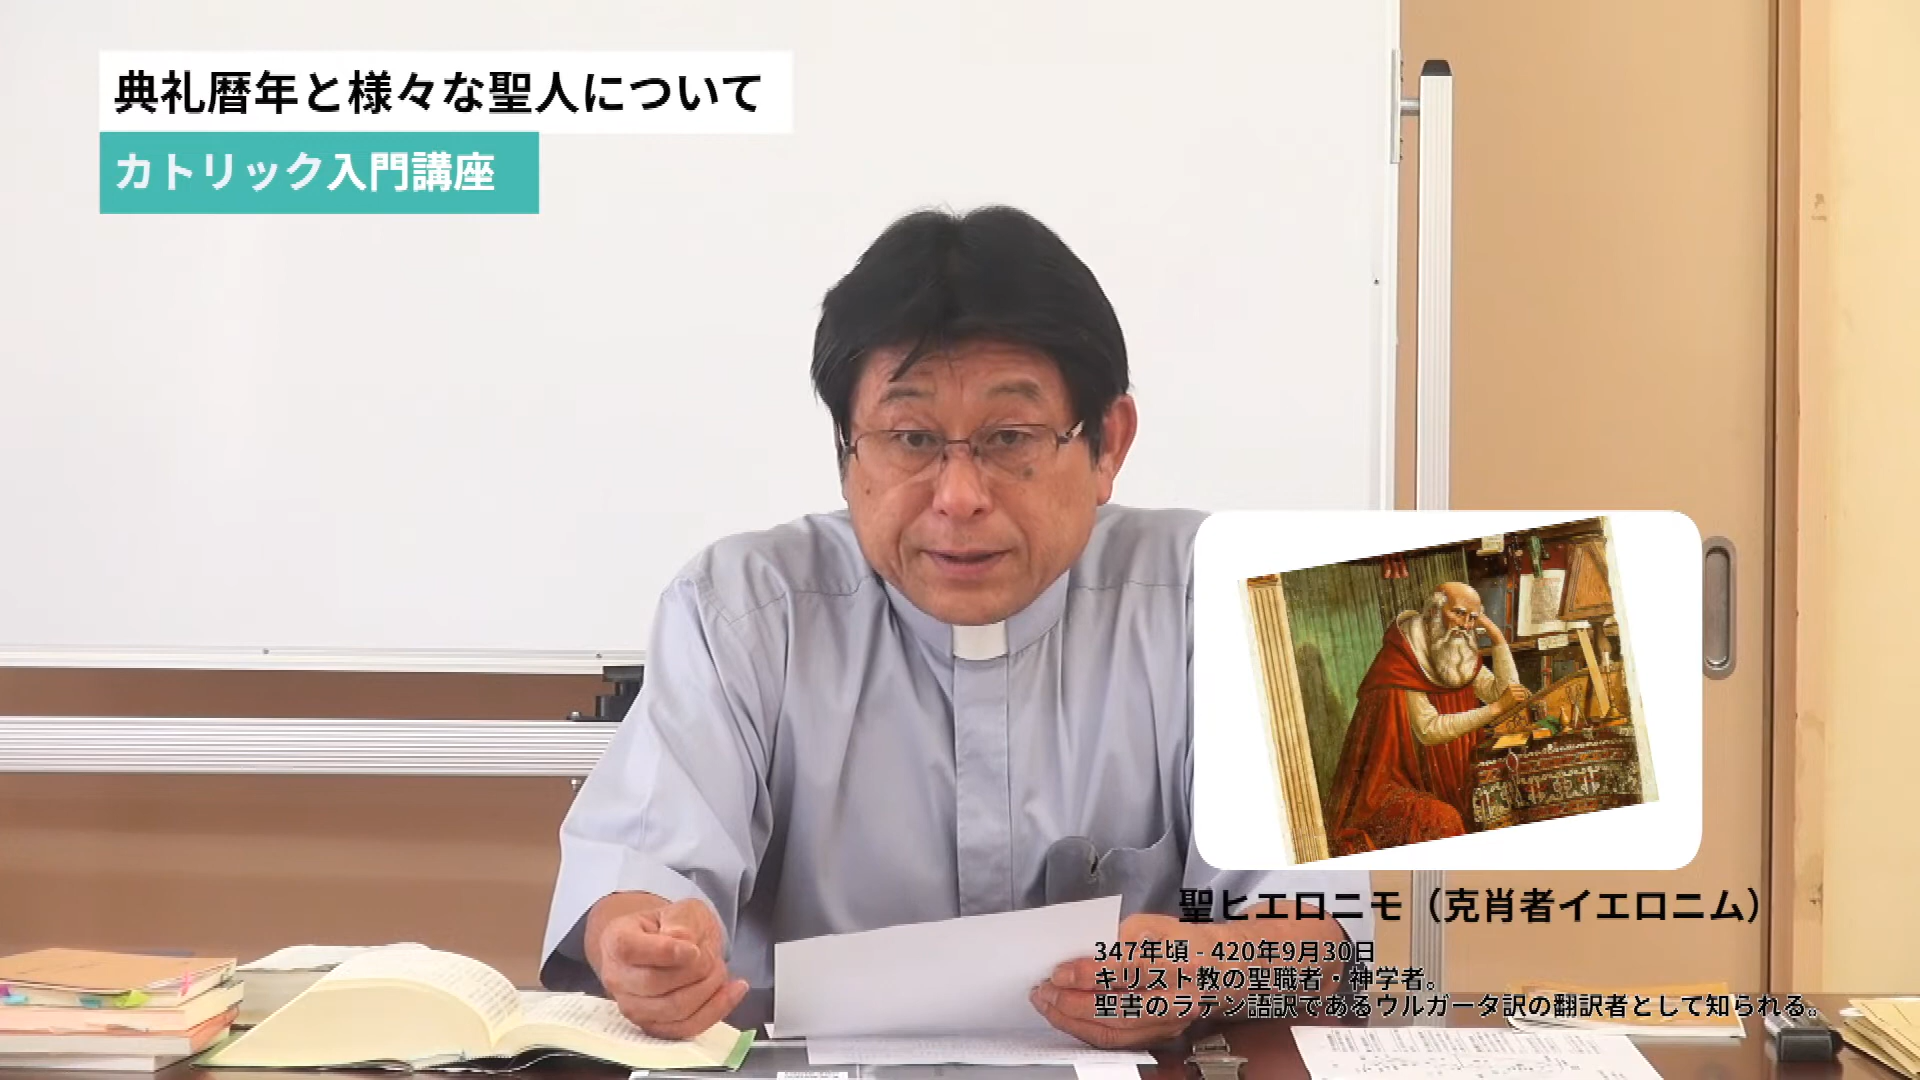 典礼暦年と様々な聖人について
カトリック入門講座
聖ヒエロニモ（克肖者イエロニム）
347年頃 - 420年9月30日
キリスト教の聖職者・神学者。
聖書のラテン語訳であるウルガータ訳の翻訳者として知られる。